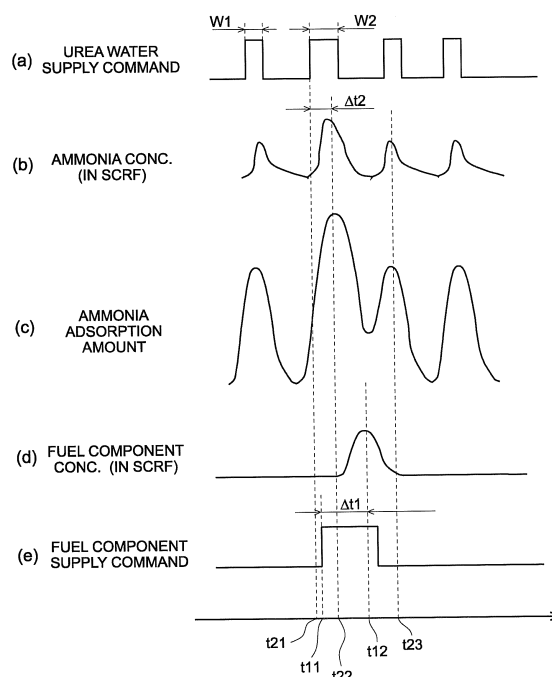 W1
W2
(a) UREA WATER
SUPPLY COMMAND
Δt2
(b) AMMONIA CONC.
(IN SCRF)
(c) AMMONIA
ADSORPTION
AMOUNT
(d) FUEL COMPONENT
CONC. (IN SCRF)
Δt1
(e) FUEL COMPONENT
SUPPLY COMMAND
t21
t11
t22
t12
t23